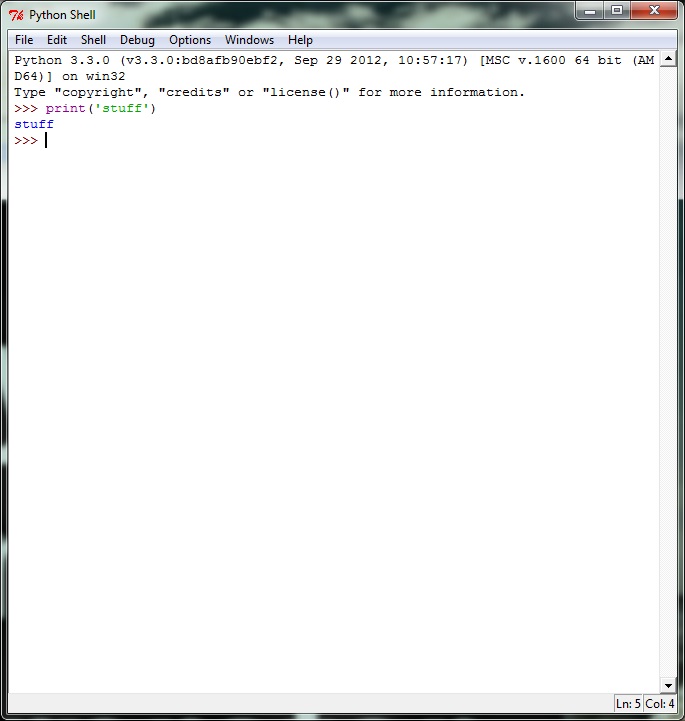 Python Shell
File Edit Shell Debug Options Windows Help
Python 3.3.0 (v3.3.0:bd8afb90ebf2, Sep 29 2012, 10:57:17) [MSC v.1600 64 bit (AM
D64)] on win32
Type "copyright", "credits" or "license()" for more information.
>>> print('stuff')
stuff
>>>
Ln: 5 Col: 4